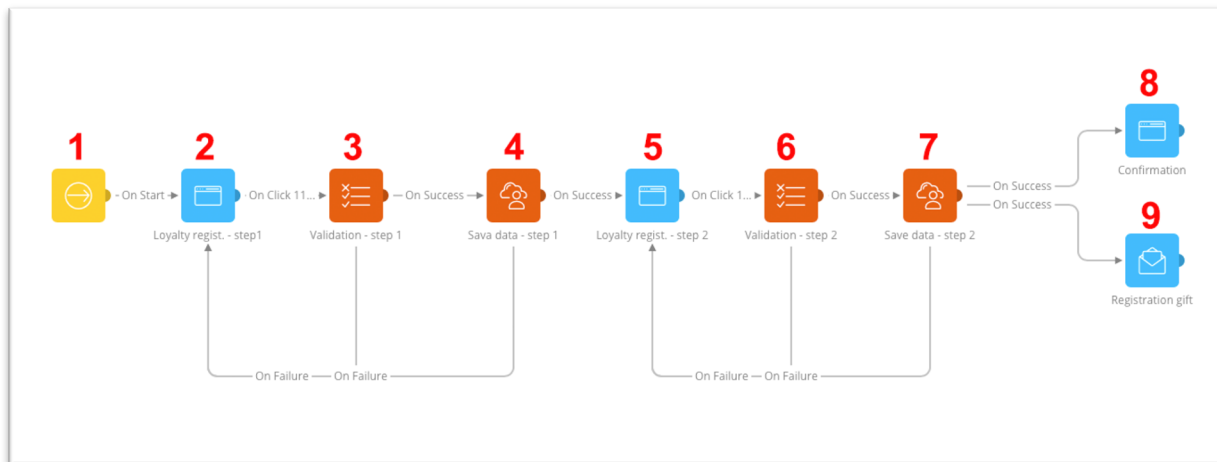 1
2
3
4
5
6
7
8
9
On Start
On Click 11...
On Success
On Success
On Click 1...
On Success
On Success
On Success
Loyalty regist. - step1
Validation - step 1
Sava data - step 1
Loyalty regist. - step 2
Validation - step 2
Save data - step 2
Confirmation
Registration gift
On Failure
On Failure
On Failure
On Failure